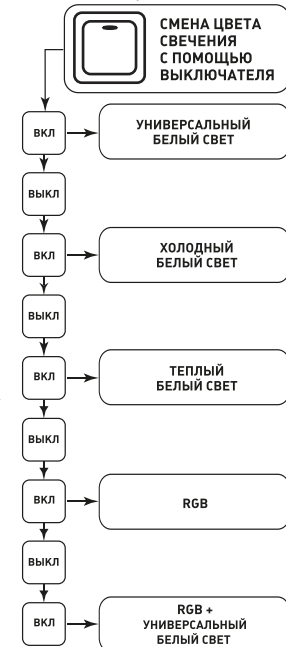 СМЕНА ЦВЕТА
СВЕЧЕНИЯ
С ПОМОЩЬЮ
ВЫКЛЮЧАТЕЛЯ
ВКЛ
УНИВЕРСАЛЬНЫЙ
БЕЛЫЙ СВЕТ
ВЫКЛ
ВКЛ
ХОЛОДНЫЙ
БЕЛЫЙ СВЕТ
ВЫКЛ
ВКЛ
ТЕПЛЫЙ
БЕЛЫЙ СВЕТ
ВЫКЛ
ВКЛ
RGB
ВЫКЛ
ВКЛ
RGB +
УНИВЕРСАЛЬНЫЙ
БЕЛЫЙ СВЕТ